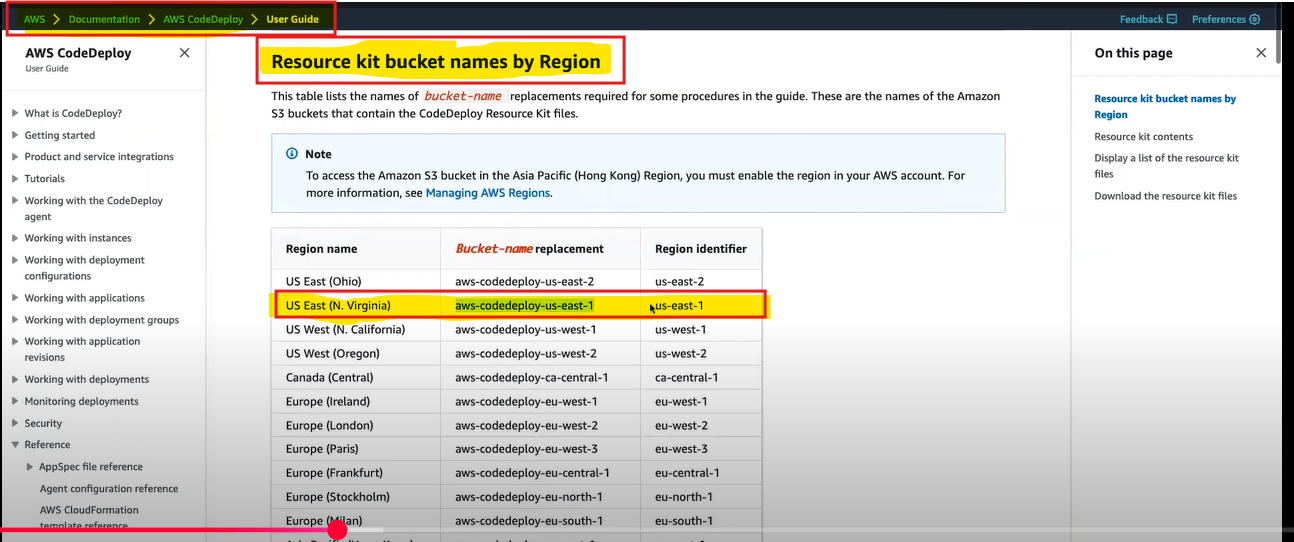 AWS > Documentation > AWS CodeDeploy > User Guide
Feedback Preferences
AWS CodeDeploy
User Guide
What is CodeDeploy?
Getting started
Product and service integrations
Tutorials
Working with the CodeDeploy
agent
Working with instances
Working with deployment
configurations
Working with applications
Working with deployment groups
Working with application
revisions
Working with deployments
Monitoring deployments
Security
Reference
AppSpec file reference
Agent configuration reference
AWS CloudFormation
template reference
Resource kit bucket names by Region
This table lists the names of bucket-name replacements required for some procedures in the guide. These are the names of the Amazon
S3 buckets that contain the CodeDeploy Resource Kit files.
Note
To access the Amazon S3 bucket in the Asia Pacific (Hong Kong) Region, you must enable the region in your AWS account. For
more information, see Managing AWS Regions.
Region name Bucket-name replacement Region identifier
US East (Ohio) aws-codedeploy-us-east-2 us-east-2
US East (N. Virginia) aws-codedeploy-us-east-1 us-east-1
US West (N. California) aws-codedeploy-us-west-1 us-west-1
US West (Oregon) aws-codedeploy-us-west-2 us-west-2
Canada (Central) aws-codedeploy-ca-central-1 ca-central-1
Europe (Ireland) aws-codedeploy-eu-west-1 eu-west-1
Europe (London) aws-codedeploy-eu-west-2 eu-west-2
Europe (Paris) aws-codedeploy-eu-west-3 eu-west-3
Europe (Frankfurt) aws-codedeploy-eu-central-1 eu-central-1
Europe (Stockholm) aws-codedeploy-eu-north-1 eu-north-1
Europe (Milan) aws-codedeploy-eu-south-1 eu-south-1
On this page
Resource kit bucket names by
Region
Resource kit contents
Display a list of the resource kit
files
Download the resource kit files